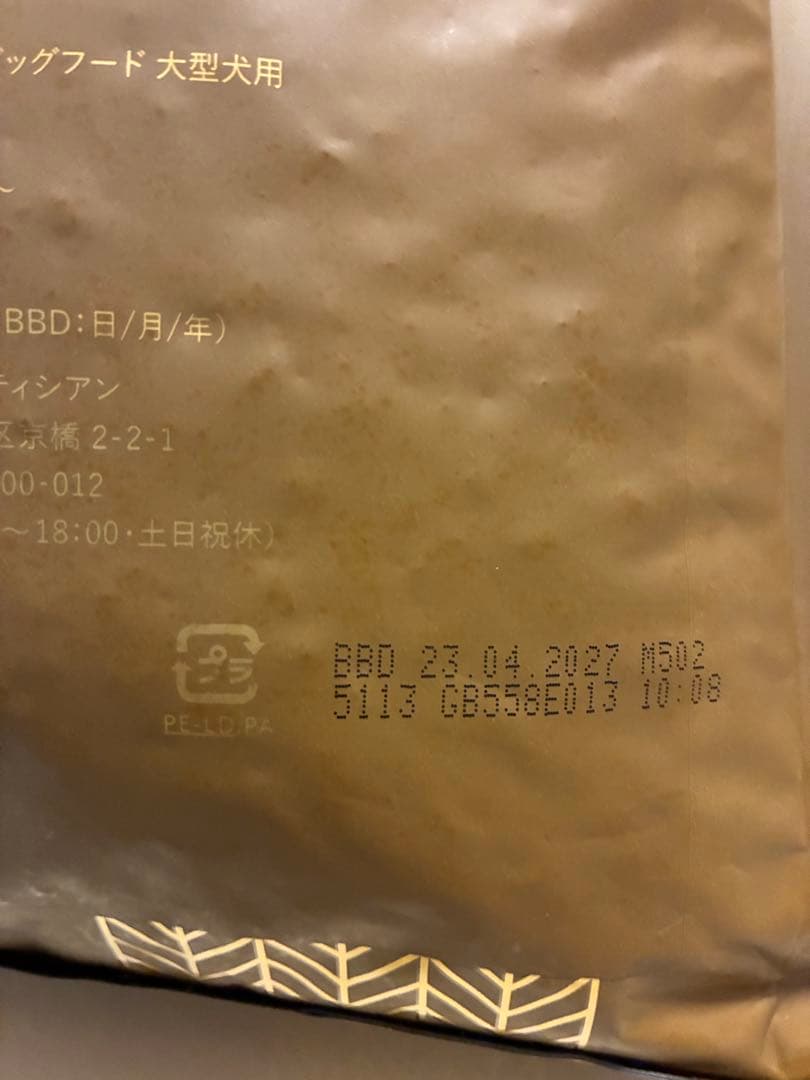 ッグフード 大型犬用
～
BBD:日/月/年）
ティシアン
区京橋 2-2-1
00-012
～18:00・土日祝休）
プラ
PE-LD,PA
BBD 23.04.2027 M502
5113 GB558E013 10:08